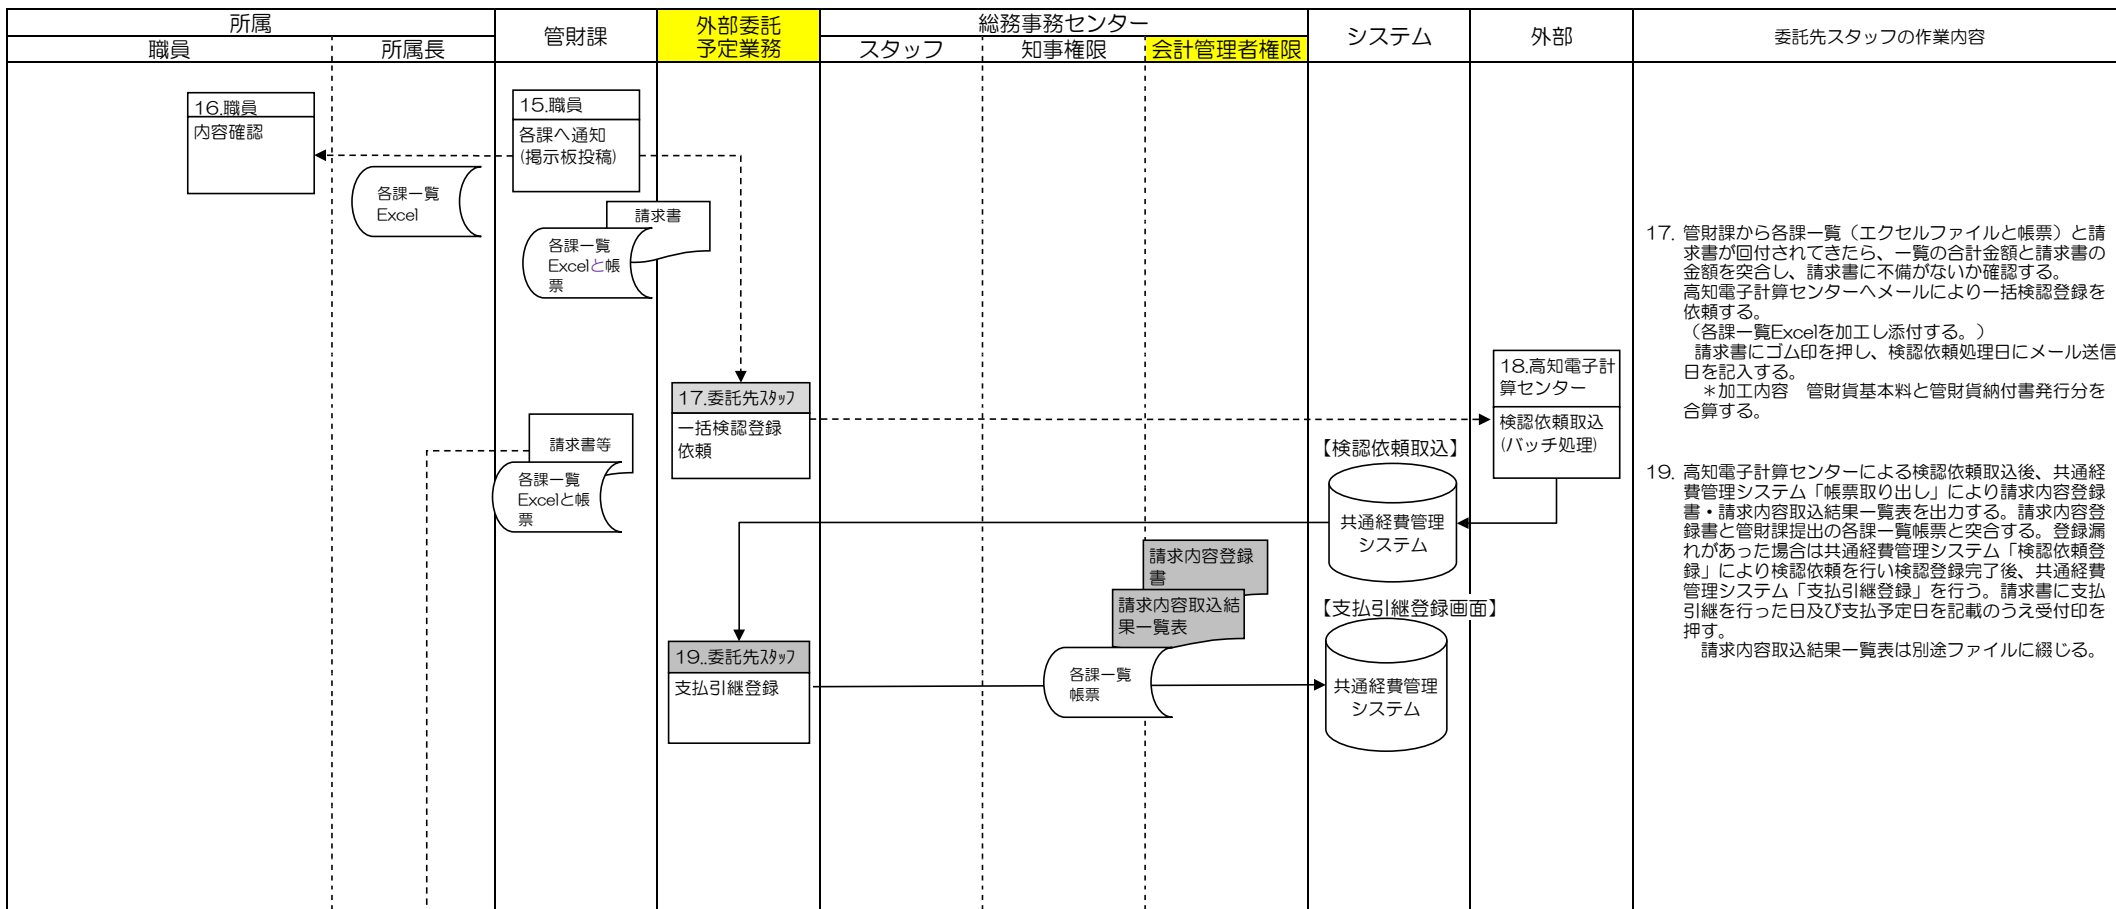 所属
管財課
外部委託
予定業務
総務事務センター
システム
外部
委託先スタッフの作業内容
職員
所属長
スタッフ
知事権限
会計管理者権限
16.職員
内容確認
15.職員
各課へ通知
(掲示板投稿)
各課一覧
Excel
請求書
各課一覧
Excelと帳
票
17.委託先スタッフ
一括検認登録
依頼
18.高知電子計
算センター
検認依頼取込
(バッチ処理)
請求書等
各課一覧
Excelと帳
票
【検認依頼取込】
共通経費管理
システム
請求内容登録
書
請求内容取込結
果一覧表
【支払引継登録画面】
19..委託先スタッフ
支払引継登録
各課一覧
帳票
共通経費管理
システム
17. 管財課から各課一覧（エクセルファイルと帳票）と請
求書が回付されてきたら、一覧の合計金額と請求書の
金額を突合し、請求書に不備がないか確認する。
高知電子計算センターへメールにより一括検認登録を
依頼する。
（各課一覧Excelを加工し添付する。）
請求書にゴム印を押し、検認依頼処理日にメール送信
日を記入する。
＊加工内容　管財貨基本料と管財貨納付書発行分を
合算する。
19. 高知電子計算センターによる検認依頼取込後、共通経
費管理システム「帳票取り出し」により請求内容登録
書・請求内容取込結果一覧表を出力する。請求内容登
録書と管財課提出の各課一覧帳票と突合する。登録漏
れがあった場合は共通経費管理システム「検認依頼登
録」により検認依頼を行い検認登録完了後、共通経費
管理システム「支払引継登録」を行う。請求書に支払
引継を行った日及び支払予定日を記載のうえ受付印を
押す。
請求内容取込結果一覧表は別途ファイルに綴じる。